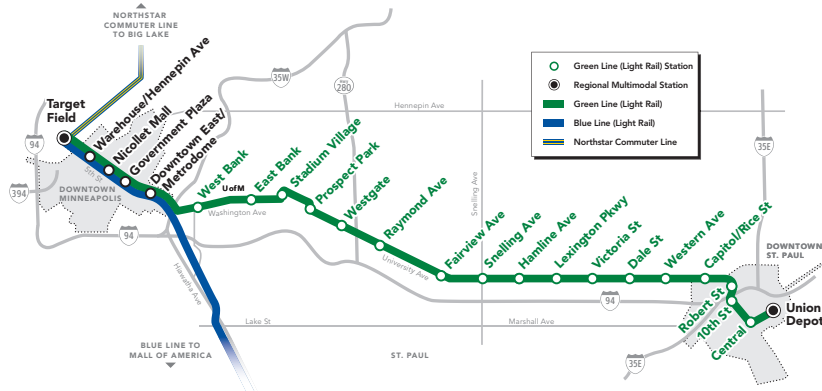 NORTHSTAR
COMMUTER LINE
TO BIG LAKE
Target
Field
Warehouse/Hennepin Ave
Nicollet Mall
Government Plaza
Downtown East/
Metrodome
5th St
DOWNTOWN
MINNEAPOLIS
94
394
94
35W
Hwy
280
Hennepin Ave
Green Line (Light Rail) Station
Regional Multimodal Station
Green Line (Light Rail)
Blue Line (Light Rail)
Northstar Commuter Line
35E
West Bank
UofM
East Bank
Stadium Village
Prospect Park
Westgate
Raymond Ave
Fairview Ave
Snelling Ave
Hamline Ave
Lexington Pkwy
Victoria St
Dale St
Western Ave
Capitol/Rice St
Robert St
10th St
Central
Union
Depot
DOWNTOWN
ST. PAUL
Washington Ave
University Ave
Snelling Ave
Hiawatha Ave
94
Lake St
Marshall Ave
BLUE LINE TO
MALL OF AMERICA
ST. PAUL
35E